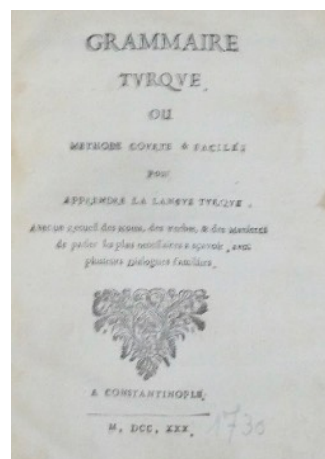 GRAMMAIRE
TVRQVE,
OU
METHODE COVRTE & FACILE
POUR
APPRENDRE LA LANGVE TVRQVE.
Avec un recueil des noms, des verbes, & des manieres
de parler les plus necessaires a sçavoir, avec
plusieurs Dialogues familiers.
A CONSTANTINOPLE,
M. DCC. XXX.
1730